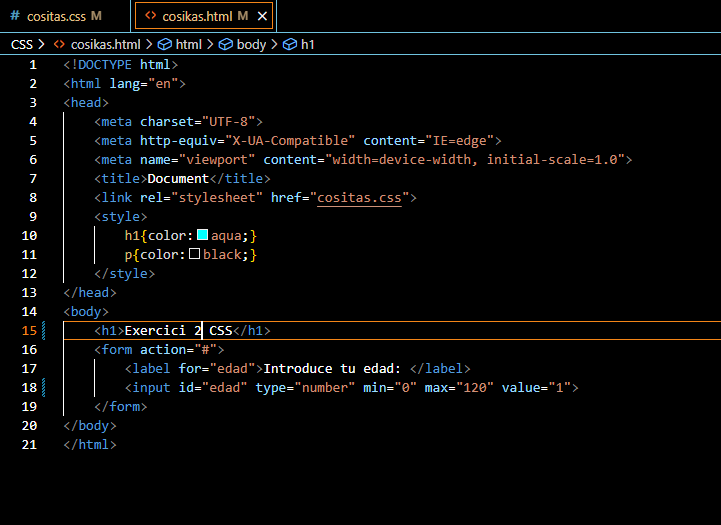 # cositas.css M <> cosikas.html M ×
CSS > <> cosikas.html > html > body > h1
1 <!DOCTYPE html>
2 <html lang="en">
3 <head>
4     <meta charset="UTF-8">
5     <meta http-equiv="X-UA-Compatible" content="IE=edge">
6     <meta name="viewport" content="width=device-width, initial-scale=1.0">
7     <title>Document</title>
8     <link rel="stylesheet" href="cositas.css">
9     <style>
10         h1{color:aqua;}
11         p{color:black;}
12     </style>
13 </head>
14 <body>
15     <h1>Exercici 2 CSS</h1>
16     <form action="#">
17         <label for="edad">Introduce tu edad: </label>
18         <input id="edad" type="number" min="0" max="120" value="1">
19     </form>
20 </body>
21 </html>